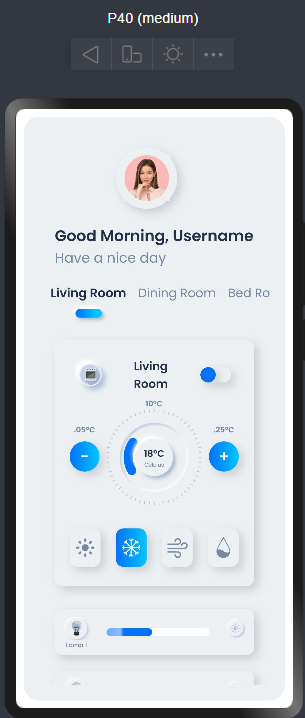 P40 (medium)
Good Morning, Username
Have a nice day
Living Room Dining Room Bed Ro
Living
Room
10°C
.05°C .25°C
18°C
Celcius
- +
Lamp 1